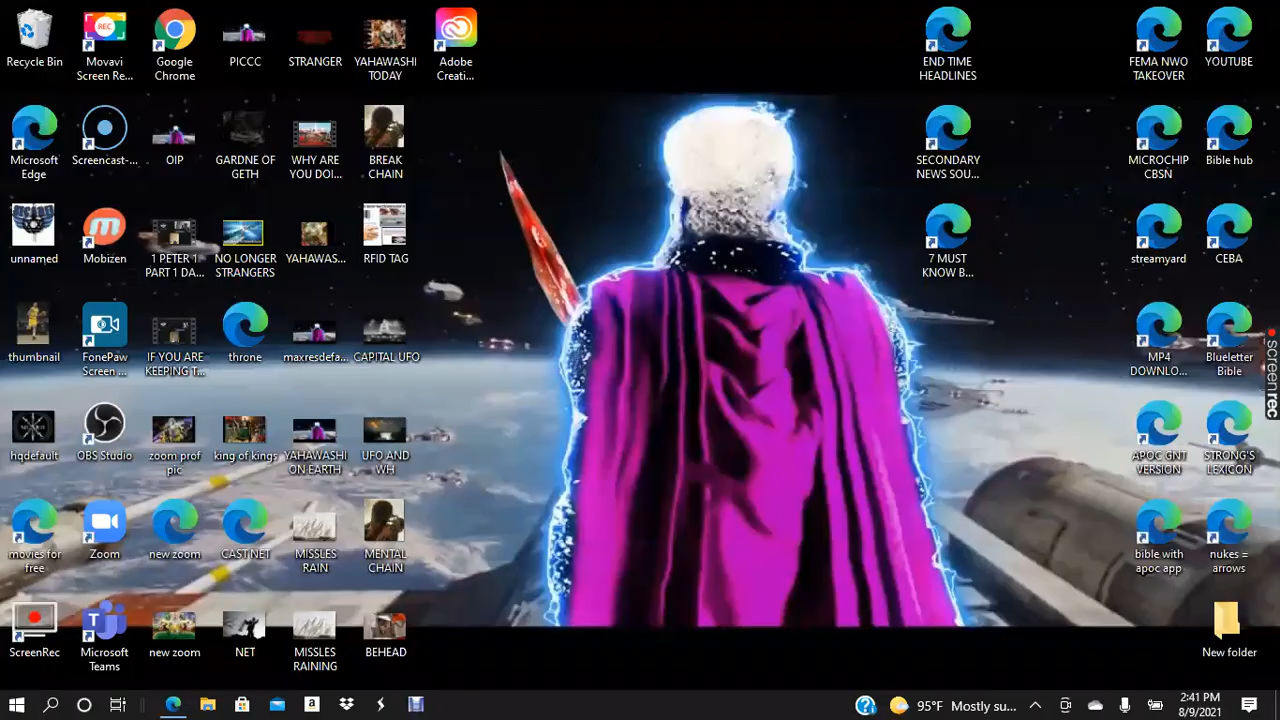 Recycle Bin
Movavi
Screen Re...
REC
Google
Chrome
PICCC
STRANGER
YAHAWASHI
TODAY
Adobe
Creati...
END TIME
HEADLINES
FEMA NWO
TAKEOVER
YOUTUBE
Microsoft
Edge
Screencast-...
OIP
GARDNE OF
GETH
WHY ARE
YOU DOI...
BREAK
CHAIN
SECONDARY
NEWS SOU...
MICROCHIP
CBSN
Bible hub
unnamed
Mobizen
1 PETER 1
PART 1 DA...
NO LONGER
STRANGERS
YAHAWAS...
RFID TAG
7 MUST
KNOW B...
streamyard
CEBA
thumbnail
FonePaw
Screen ...
IF YOU ARE
KEEPING T...
throne
maxresdefa...
CAPITAL UFO
MP4
DOWNLO...
Blueletter
Bible
screenrec
hqdefault
OBS Studio
zoom prof
pic
king of kings
YAHAWASHI
ON EARTH
UFO AND
WH
APOC GNT
VERSION
STRONG'S
LEXICON
movies for
free
Zoom
new zoom
CAST NET
MISSLES
RAIN
MENTAL
CHAIN
bible with
apoc app
nukes =
arrows
ScreenRec
Microsoft
Teams
new zoom
NET
MISSLES
RAINING
BEHEAD
New folder
95°F Mostly su...
2:41 PM
8/9/2021